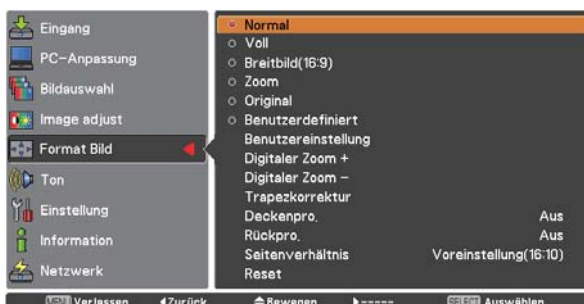 Eingang
PC-Anpassung
Bildauswahl
Image adjust
Format Bild
Ton
Einstellung
Information
Netzwerk
Normal
Voll
Breitbild(16:9)
Zoom
Original
Benutzerdefiniert
Benutzereinstellung
Digitaler Zoom +
Digitaler Zoom –
Trapezkorrektur
Deckenpro. Aus
Rückpro. Aus
Seitenverhältnis Voreinstellung(16:10)
Reset
MENU Verlassen Zurück Bewegen ----- SELECT Auswählen